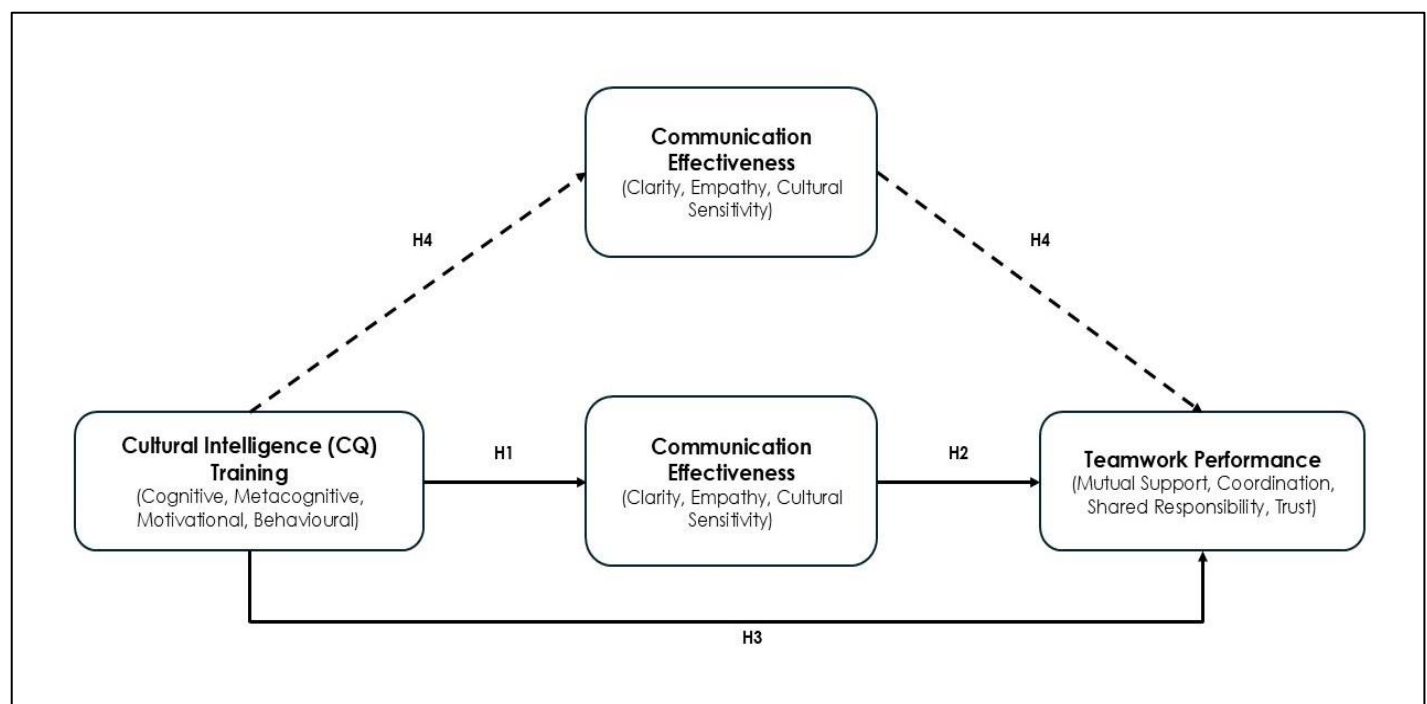 Communication
Effectiveness
(Clarity, Empathy, Cultural
Sensitivity)
H4
H4
Cultural Intelligence (CQ)
Training
(Cognitive, Metacognitive,
Motivational, Behavioural)
H1
Communication
Effectiveness
(Clarity, Empathy, Cultural
Sensitivity)
H2
Teamwork Performance
(Mutual Support, Coordination,
Shared Responsibility, Trust)
H3